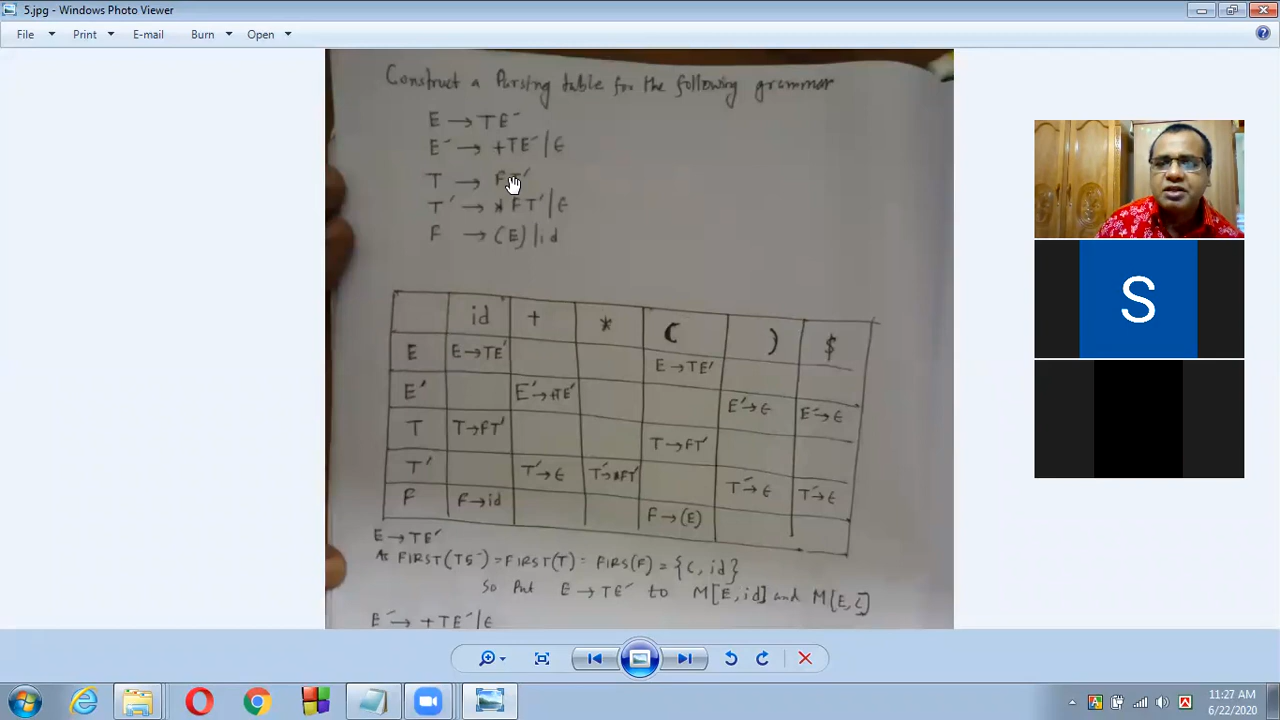 5.jpg - Windows Photo Viewer
File Print E-mail Burn Open
Construct a Parsing table for the following grammar
E → TE′
E′ → +TE′|ϵ
T → FT′
T′ → *FT′|ϵ
F → (E)|id
id + * ( ) $
E E→TE′ E→TE′
E′ E′→+TE′ E′→ϵ E′→ϵ
T T→FT′ T→FT′
T′ T′→ϵ T′→*FT′ T′→ϵ T′→ϵ
F F→id F→(E)
E → TE′
As FIRST(TE′) = FIRST(T) = FIRS(F) = {(, id}
So Put E → TE′ to M[E, id] and M[E, (]
E′ → +TE′|ϵ
S
11:27 AM
6/22/2020